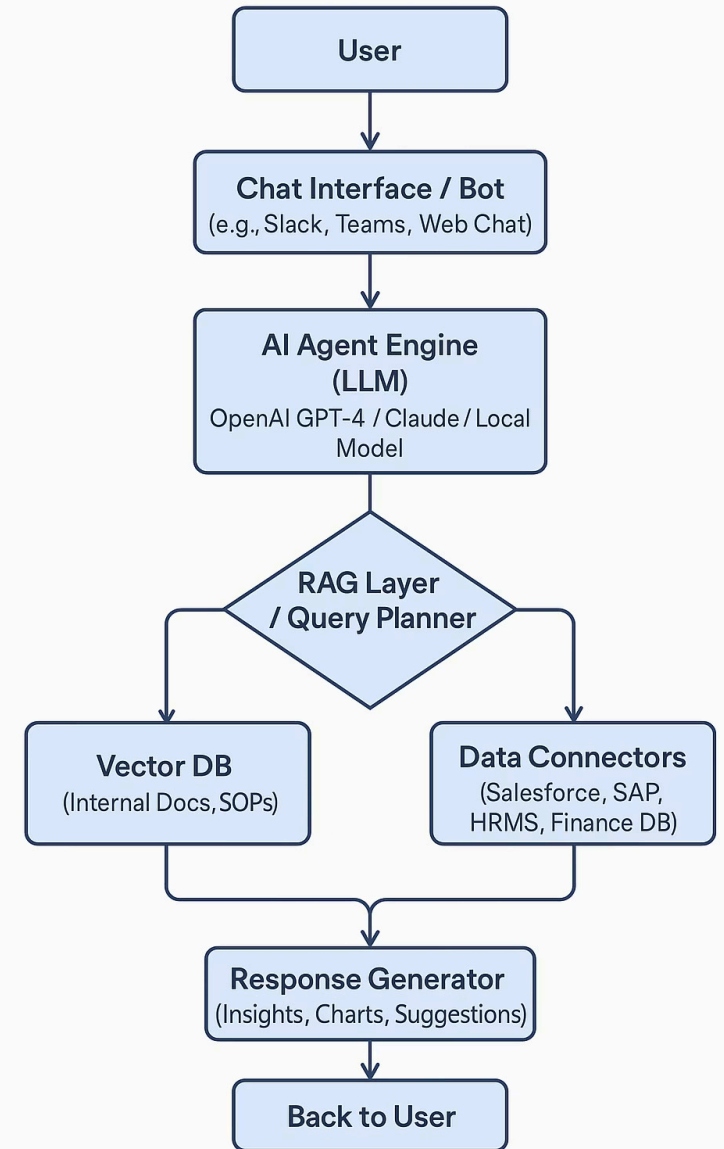 User
Chat Interface / Bot
(e.g., Slack, Teams, Web Chat)
AI Agent Engine
(LLM)
OpenAI GPT-4 / Claude / Local
Model
RAG Layer
/ Query Planner
Vector DB
(Internal Docs, SOPs)
Data Connectors
(Salesforce, SAP,
HRMS, Finance DB)
Response Generator
(Insights, Charts, Suggestions)
Back to User